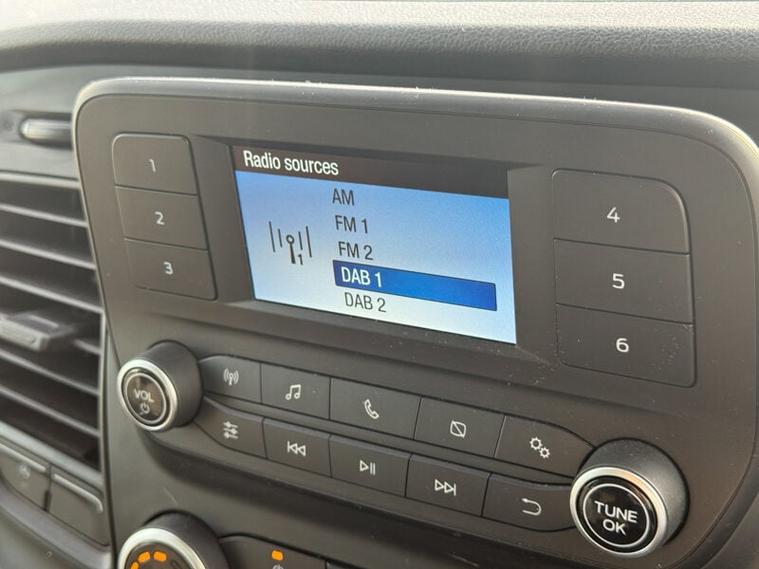 Radio sources
AM
FM 1
FM 2
DAB 1
DAB 2
1
1
2
3
4
5
6
VOL
TUNE
OK